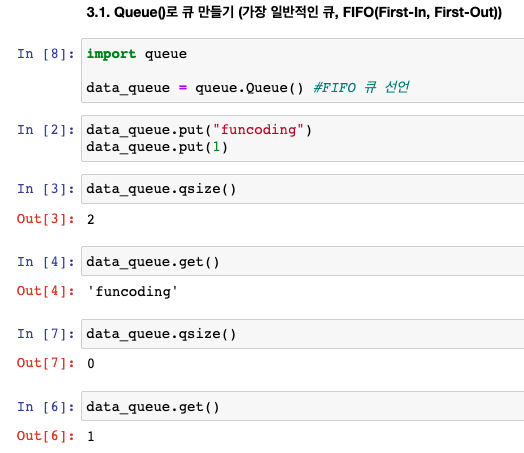 3.1. Queue()로 큐 만들기 (가장 일반적인 큐, FIFO(First-In, First-Out))
In [8]: import queue
data_queue = queue.Queue() #FIFO 큐 선언
In [2]: data_queue.put("funcoding")
data_queue.put(1)
In [3]: data_queue.qsize()
Out[3]: 2
In [4]: data_queue.get()
Out[4]: 'funcoding'
In [7]: data_queue.qsize()
Out[7]: 0
In [6]: data_queue.get()
Out[6]: 1